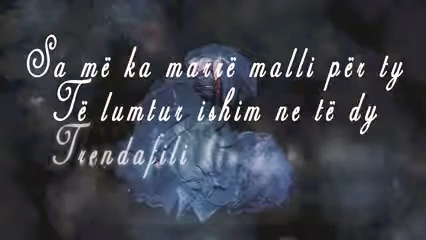 Sa më ka marrë malli për ty
Të lumtur ishim ne të dy
Trendafili